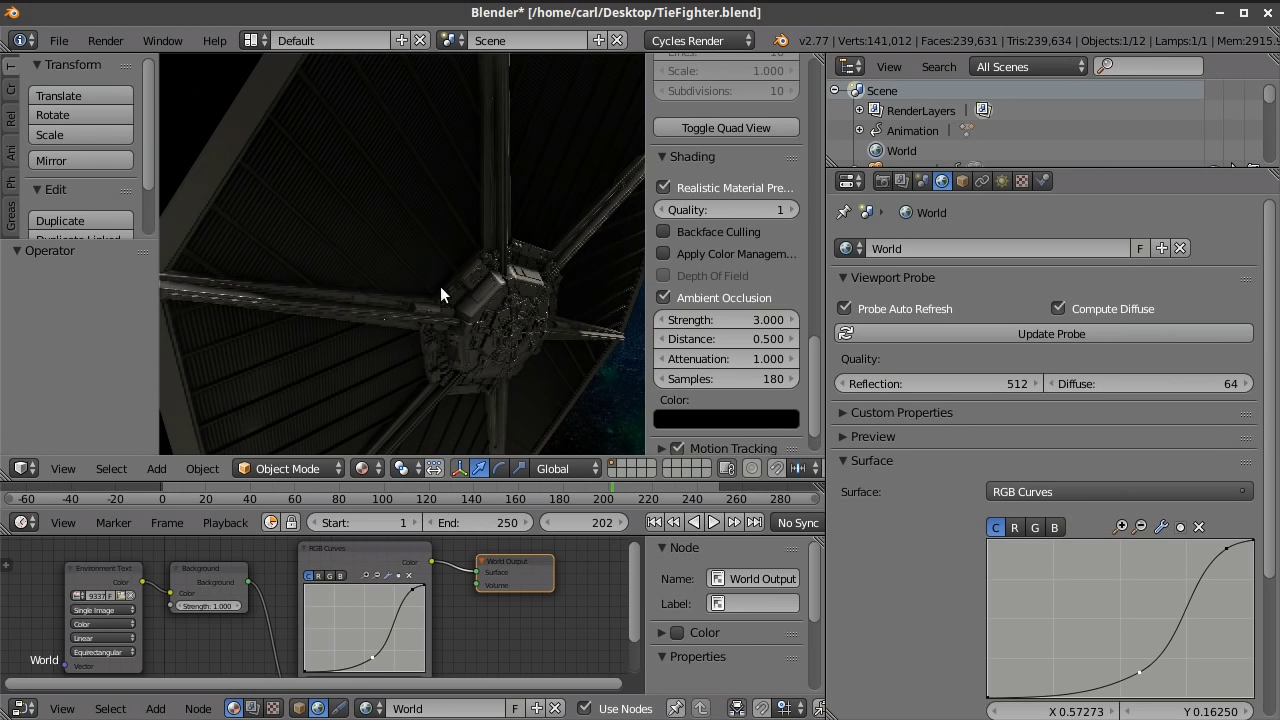 Blender* [/home/carl/Desktop/TieFighter.blend]
File Render Window Help Default Scene Cycles Render v2.77 | Verts:141,012 | Faces:239,631 | Tris:239,634 | Objects:1/12 | Lamps:1/1 | Mem:2915.
Transform
Translate
Rotate
Scale
Mirror
Edit
Duplicate
Duplicate Linked
Operator
T
Cr
Rel
Ani
Ph
Greas
Scale: 1.000
Subdivisions: 10
Toggle Quad View
Shading
Realistic Material Pre...
Quality: 1
Backface Culling
Apply Color Managem...
Depth Of Field
Ambient Occlusion
Strength: 3.000
Distance: 0.500
Attenuation: 1.000
Samples: 180
Color:
Motion Tracking
View Select Add Object Object Mode Global
-60 -40 -20 0 20 40 60 80 100 120 140 160 180 200 220 240 260 280
View Marker Frame Playback Start: 1 End: 250 202 No Sync
Environment Text
Color
9337 F
Single Image
Color
Linear
Equirectangular
Vector
World
Background
Background
Color
Strength: 1.000
RGB Curves
Color
C R G B
World Output
Surface
Volume
Node
Name: World Output
Label:
Color
Properties
View Select Add Node World F Use Nodes
View Search All Scenes
Scene
RenderLayers |
Animation |
World
World
World F
Viewport Probe
Probe Auto Refresh Compute Diffuse
Update Probe
Quality:
Reflection: 512 Diffuse: 64
Custom Properties
Preview
Surface
Surface: RGB Curves
C R G B
X 0.57273 Y 0.16250